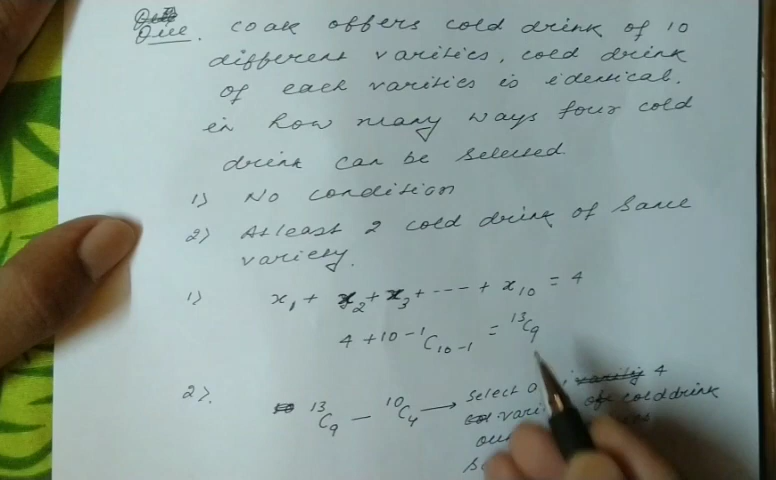 Que. coak offers cold drink of 10
different varities, cold drink
of each varities is identical.
in how many ways four cold
drink can be selected
1) No condition
2) Atleast 2 cold drink of same
variety.
1) x₁ + x₂ + x₃ + --- + x₁₀ = 4
⁴⁺¹⁰⁻¹C₁₀₋₁ = ¹³C₉
2). ¹³C₉ — ¹⁰C₄ → select 4
vari cold drink